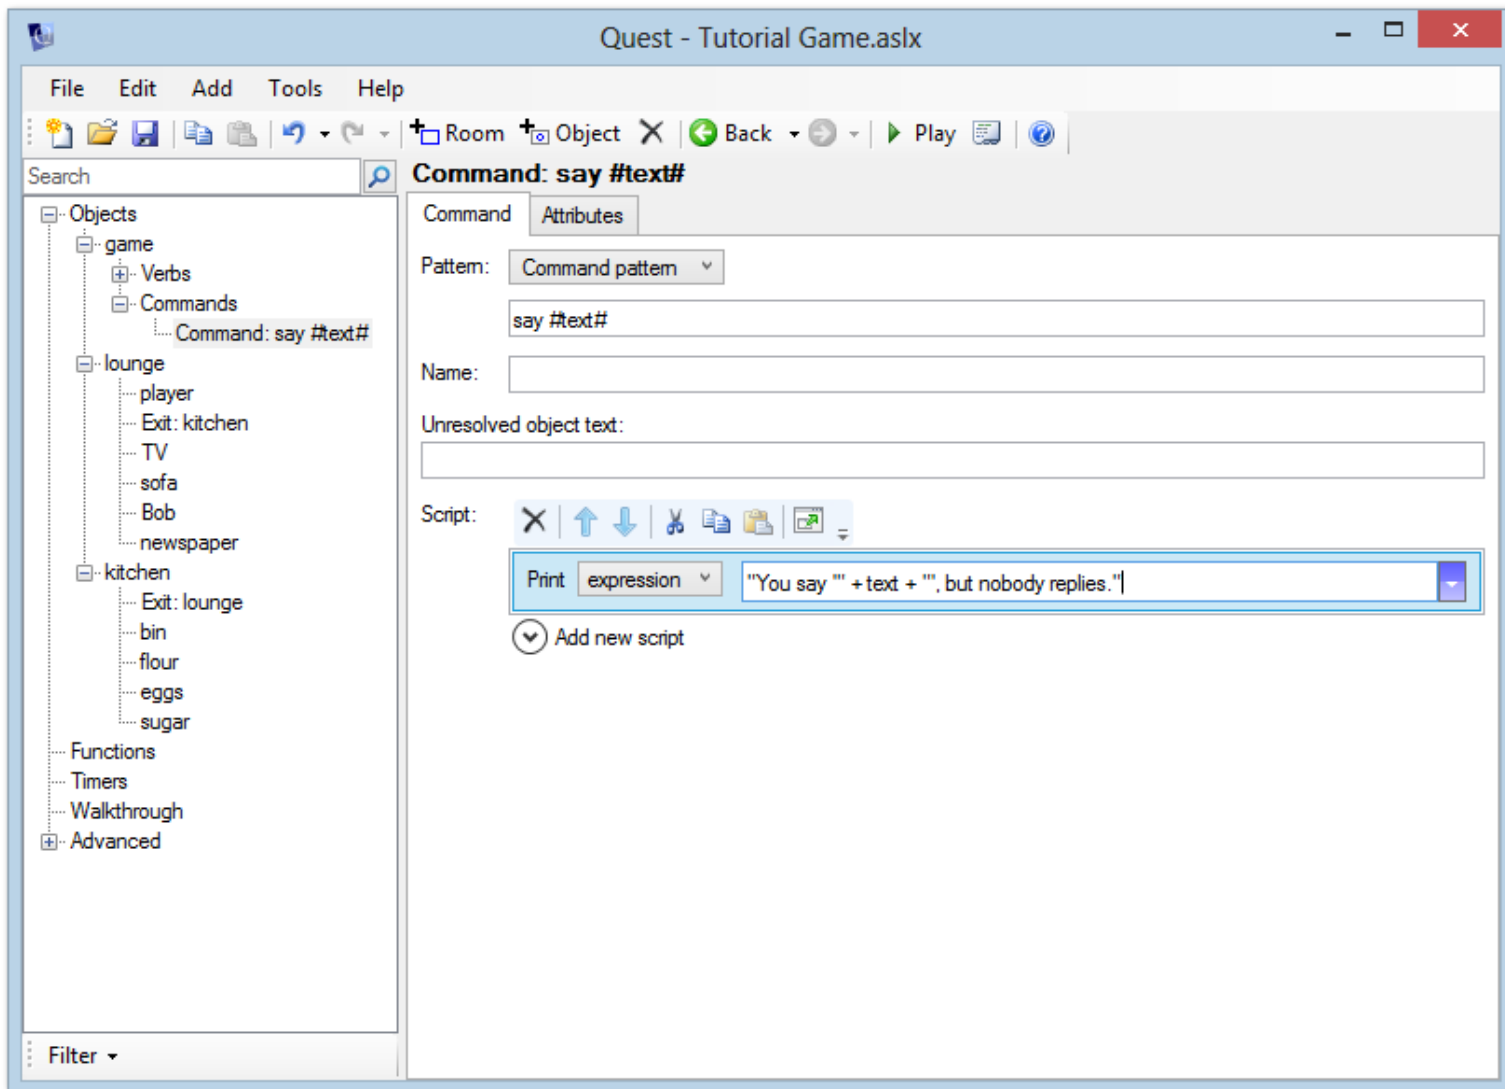 Quest - Tutorial Game.aslx
File Edit Add Tools Help
Room Object Back Play
Search
Command: say #text#
Objects
game
Verbs
Commands
Command: say #text#
lounge
player
Exit: kitchen
TV
sofa
Bob
newspaper
kitchen
Exit: lounge
bin
flour
eggs
sugar
Functions
Timers
Walkthrough
Advanced
Filter
Command Attributes
Pattern: Command pattern
say #text#
Name:
Unresolved object text:
Script:
Print expression "You say '" + text + "', but nobody replies."
Add new script